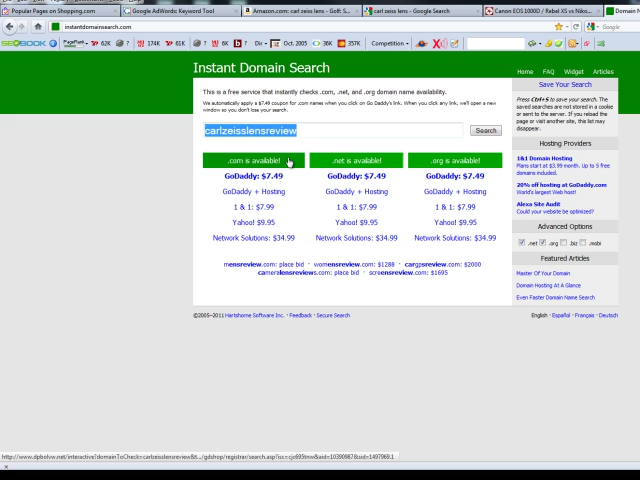 Popular Pages on Shopping.com
Google AdWords: Keyword Tool
Amazon.com: carl zeiss lens - Golf: S...
carl zeiss lens - Google Search
Canon EOS 1000D / Rebel XS vs Niko...
Domain N
instantdomainsearch.com
Google
SEOBOOK
PageRank
62K
?
174K
61K
?
6K
?
Dir
Oct. 2005
36K
357K
Competition
Instant Domain Search
Home FAQ Widget Articles
This is a free service that instantly checks .com, .net, and .org domain name availability.
We automatically apply a $7.49 coupon for .com names when you click on Go Daddy's link. When you click any link, we'll open a new
window so you don't lose your search.
carlzeisslensreview
Search
.com is available! .net is available! .org is available!
GoDaddy: $7.49 GoDaddy: $7.49 GoDaddy: $7.49
GoDaddy + Hosting GoDaddy + Hosting GoDaddy + Hosting
1 & 1: $7.99 1 & 1: $7.99 1 & 1: $7.99
Yahoo! $9.95 Yahoo! $9.95 Yahoo! $9.95
Network Solutions: $34.99 Network Solutions: $34.99 Network Solutions: $34.99
mensreview.com: place bid · womensreview.com: $1288 · cargpsreview.com: $2000
cameralensreviews.com: place bid · screensreview.com: $1695
Save Your Search
Press Ctrl+S to save your search. The
saved searches are not stored in a cookie
or sent to the server. If you reload the
page or visit another site, this list may
disappear.
Hosting Providers
1&1 Domain Hosting
Plans start at $3.99 month. Up to 5 free
domains included.
20% off hosting at GoDaddy.com
World's largest Web host!
Alexa Site Audit
Could your website be optimized?
Advanced Options
.net .org .biz .mobi
Featured Articles
Master Of Your Domain
Domain Hosting At A Glance
Even Faster Domain Name Search
©2005-2011 Hartshorne Software Inc. · Feedback · Secure Search
English · Español · Français · Deutsch
x